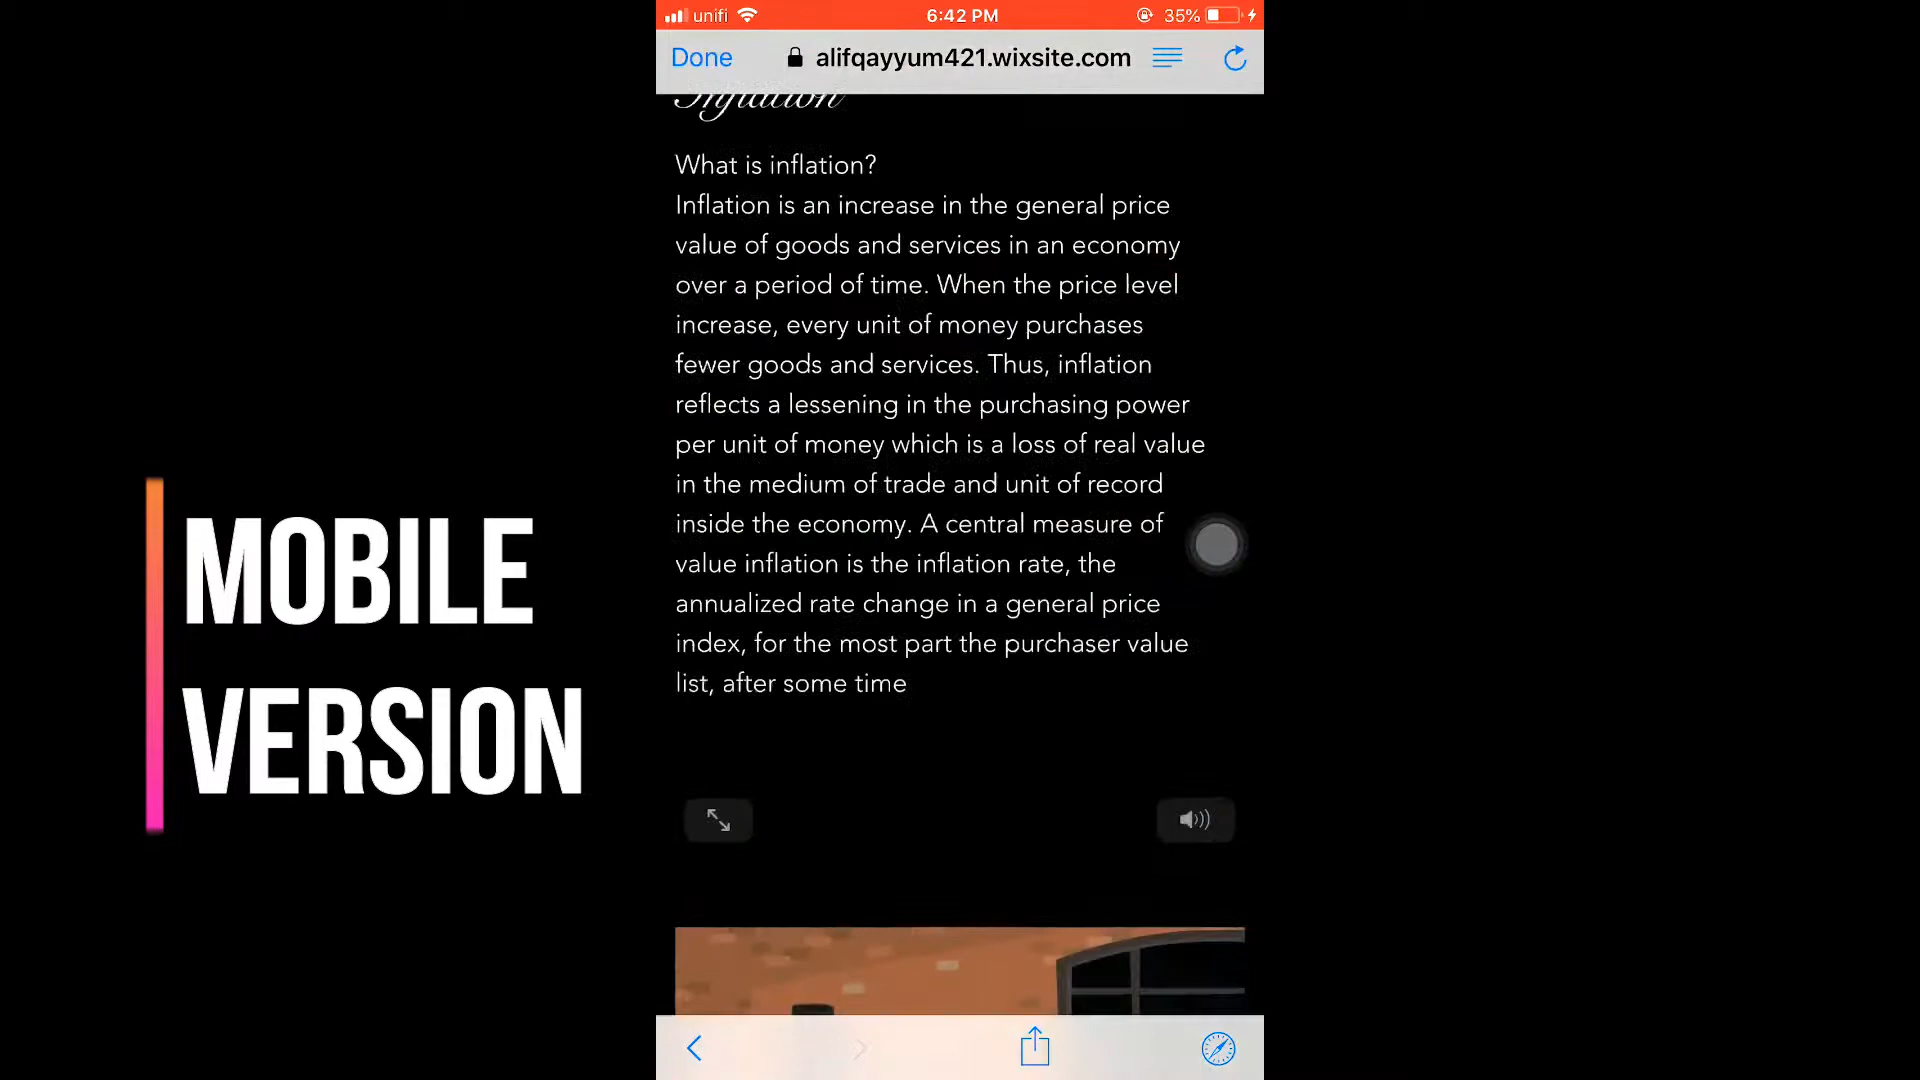 unifi
6:42 PM
35%
Done
alifqayyum421.wixsite.com
Inflation
What is inflation?
Inflation is an increase in the general price
value of goods and services in an economy
over a period of time. When the price level
increase, every unit of money purchases
fewer goods and services. Thus, inflation
reflects a lessening in the purchasing power
per unit of money which is a loss of real value
in the medium of trade and unit of record
inside the economy. A central measure of
value inflation is the inflation rate, the
annualized rate change in a general price
index, for the most part the purchaser value
list, after some time
MOBILE
VERSION